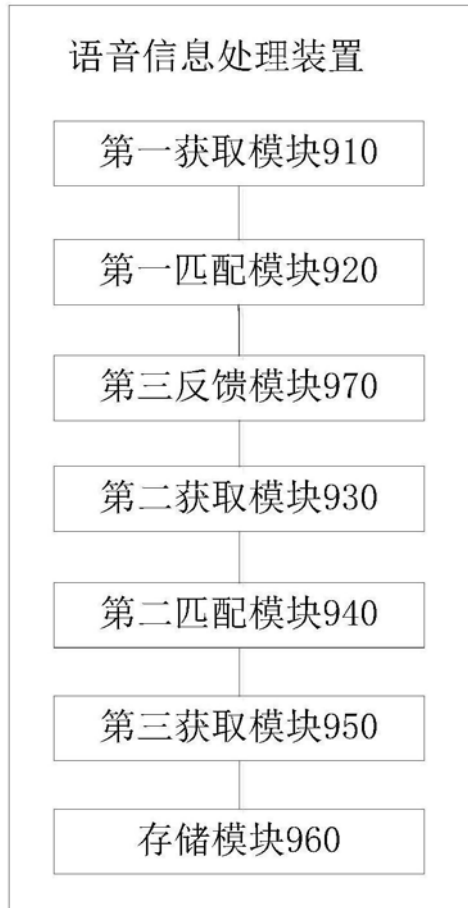 语音信息处理装置
第一获取模块910
第一匹配模块920
第三反馈模块970
第二获取模块930
第二匹配模块940
第三获取模块950
存储模块960